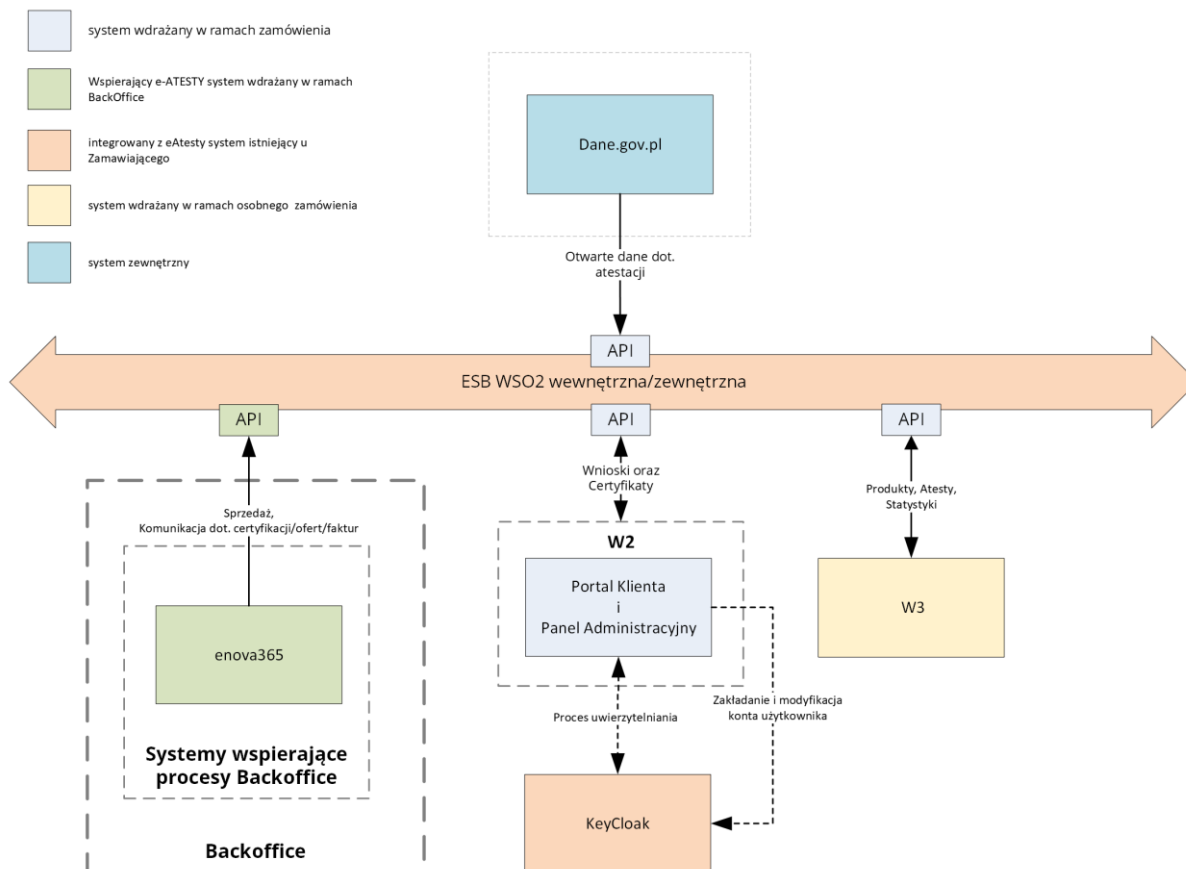 system wdrażany w ramach zamówienia
Wspierający e-ATESTY system wdrażany w ramach
BackOffice
integrowany z eAtesty system istniejący u
Zamawiającego
system wdrażany w ramach osobnego zamówienia
system zewnętrzny
Dane.gov.pl
Otwarte dane dot.
atestacji
API
ESB WSO2 wewnętrzna/zewnętrzna
API
API
API
Sprzedaż,
Komunikacja dot. certyfikacji/ofert/faktur
Wnioski oraz
Certyfikaty
Produkty, Atesty,
Statystyki
W2
Portal Klienta
i
Panel Administracyjny
W3
enova365
Systemy wspierające
procesy Backoffice
Proces uwierzytelniania
Zakładanie i modyfikacja
konta użytkownika
KeyCloak
Backoffice